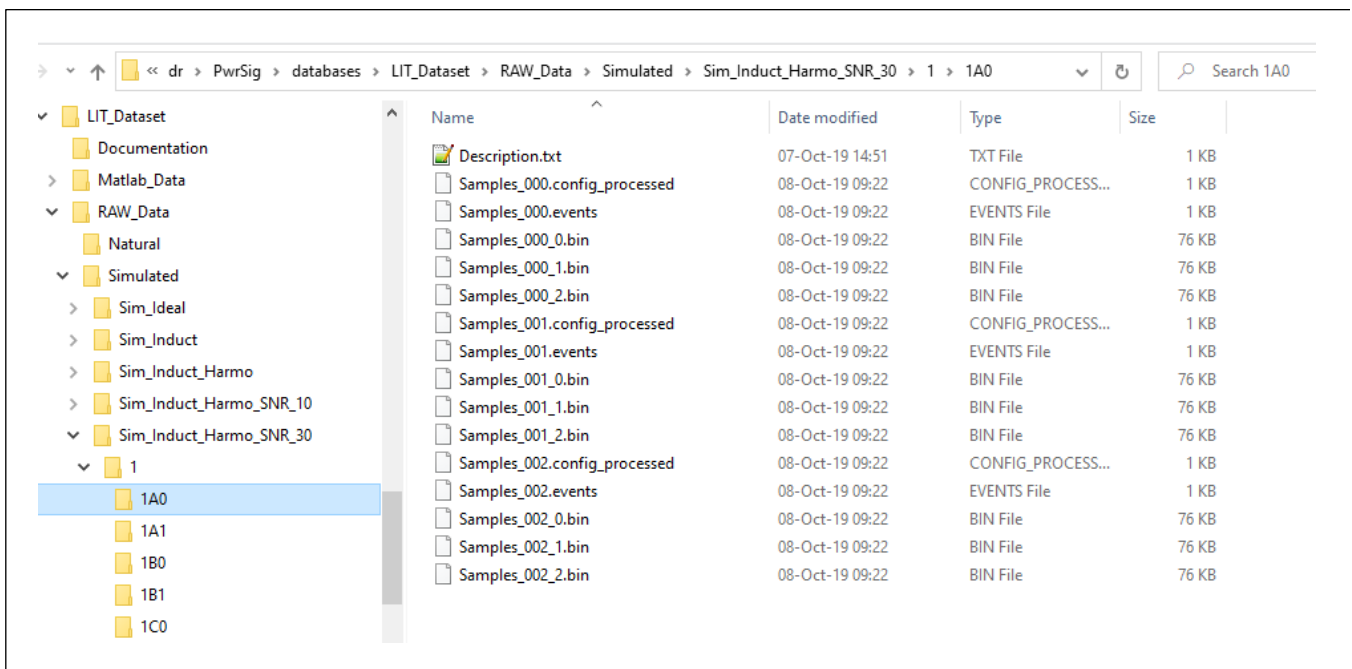 « dr > PwrSig > databases > LIT_Dataset > RAW_Data > Simulated > Sim_Induct_Harmo_SNR_30 > 1 > 1A0 Search 1A0
LIT_Dataset
Documentation
Matlab_Data
RAW_Data
Natural
Simulated
Sim_Ideal
Sim_Induct
Sim_Induct_Harmo
Sim_Induct_Harmo_SNR_10
Sim_Induct_Harmo_SNR_30
1
1A0
1A1
1B0
1B1
1C0
Name Date modified Type Size
Description.txt 07-Oct-19 14:51 TXT File 1 KB
Samples_000.config_processed 08-Oct-19 09:22 CONFIG_PROCESS... 1 KB
Samples_000.events 08-Oct-19 09:22 EVENTS File 1 KB
Samples_000_0.bin 08-Oct-19 09:22 BIN File 76 KB
Samples_000_1.bin 08-Oct-19 09:22 BIN File 76 KB
Samples_000_2.bin 08-Oct-19 09:22 BIN File 76 KB
Samples_001.config_processed 08-Oct-19 09:22 CONFIG_PROCESS... 1 KB
Samples_001.events 08-Oct-19 09:22 EVENTS File 1 KB
Samples_001_0.bin 08-Oct-19 09:22 BIN File 76 KB
Samples_001_1.bin 08-Oct-19 09:22 BIN File 76 KB
Samples_001_2.bin 08-Oct-19 09:22 BIN File 76 KB
Samples_002.config_processed 08-Oct-19 09:22 CONFIG_PROCESS... 1 KB
Samples_002.events 08-Oct-19 09:22 EVENTS File 1 KB
Samples_002_0.bin 08-Oct-19 09:22 BIN File 76 KB
Samples_002_1.bin 08-Oct-19 09:22 BIN File 76 KB
Samples_002_2.bin 08-Oct-19 09:22 BIN File 76 KB